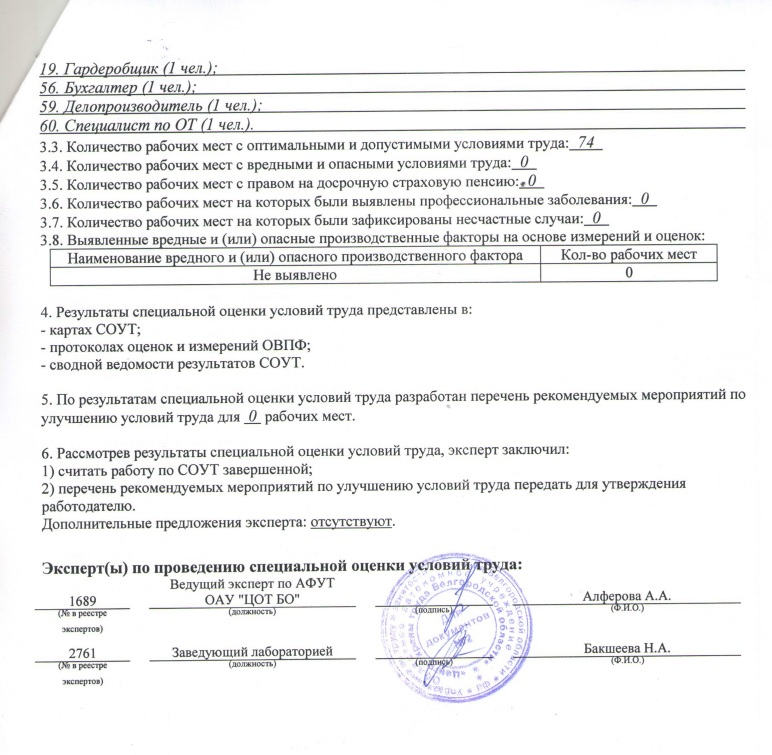 19. Гардеробщик (1 чел.);
56. Бухгалтер (1 чел.);
59. Делопроизводитель (1 чел.);
60. Специалист по ОТ (1 чел.).
3.3. Количество рабочих мест с оптимальными и допустимыми условиями труда: 74
3.4. Количество рабочих мест с вредными и опасными условиями труда: 0
3.5. Количество рабочих мест с правом на досрочную страховую пенсию: 0
3.6. Количество рабочих мест на которых были выявлены профессиональные заболевания: 0
3.7. Количество рабочих мест на которых были зафиксированы несчастные случаи: 0
3.8. Выявленные вредные и (или) опасные производственные факторы на основе измерений и оценок:
Наименование вредного и (или) опасного производственного фактора Кол-во рабочих мест
Не выявлено 0
4. Результаты специальной оценки условий труда представлены в:
- картах СОУТ;
- протоколах оценок и измерений ОВПФ;
- сводной ведомости результатов СОУТ.
5. По результатам специальной оценки условий труда разработан перечень рекомендуемых мероприятий по
улучшению условий труда для 0 рабочих мест.
6. Рассмотрев результаты специальной оценки условий труда, эксперт заключил:
1) считать работу по СОУТ завершенной;
2) перечень рекомендуемых мероприятий по улучшению условий труда передать для утверждения
работодателю.
Дополнительные предложения эксперта: отсутствуют.
Эксперт(ы) по проведению специальной оценки условий труда:
Ведущий эксперт по АФУТ
1689 ОАУ "ЦОТ БО" Алферова А.А.
(№ в реестре (должность) (подпись) (Ф.И.О.)
экспертов)
2761 Заведующий лабораторией Бакшеева Н.А.
(№ в реестре (должность) (подпись) (Ф.И.О.)
экспертов)
Для
документов
№2